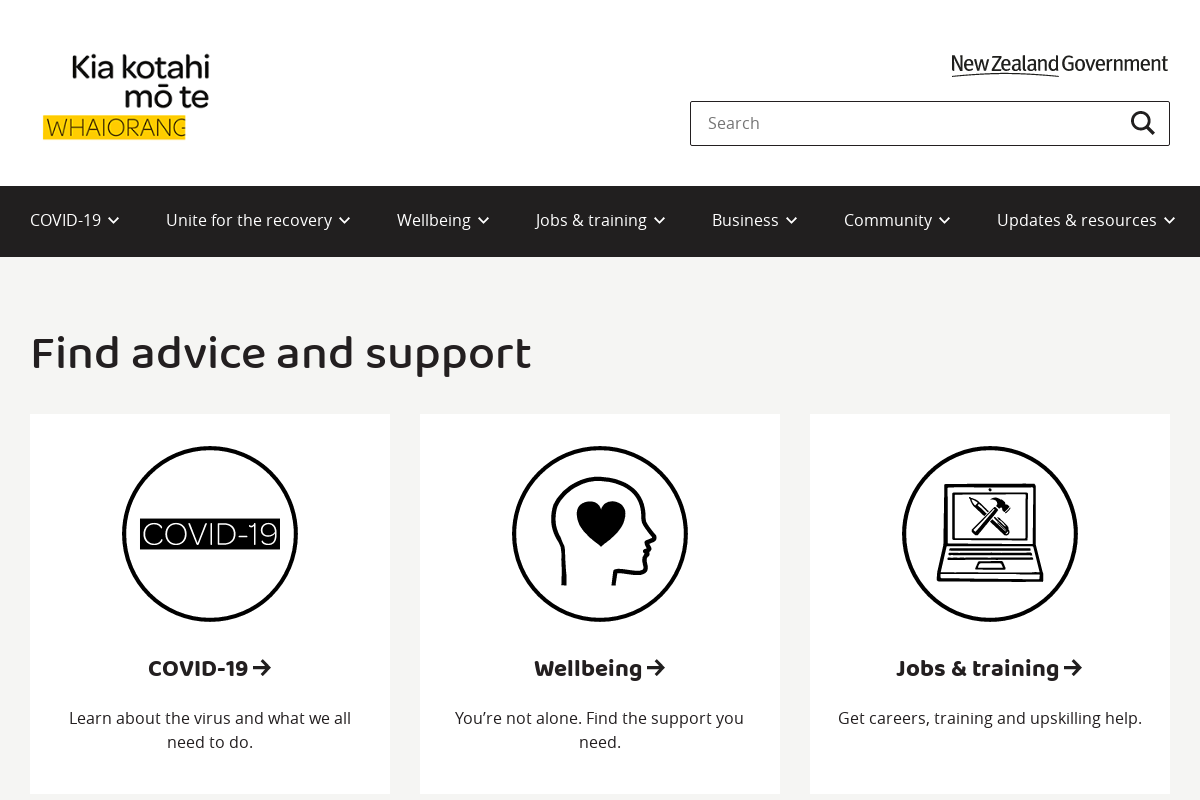 Kia kotahi
mō te
New Zealand Government
Search
COVID-19
Unite for the recovery
Wellbeing
Jobs & training
Business
Community
Updates & resources
Find advice and support
COVID-19
COVID-19
Learn about the virus and what we all
need to do.
Wellbeing
You’re not alone. Find the support you
need.
Jobs & training
Get careers, training and upskilling help.